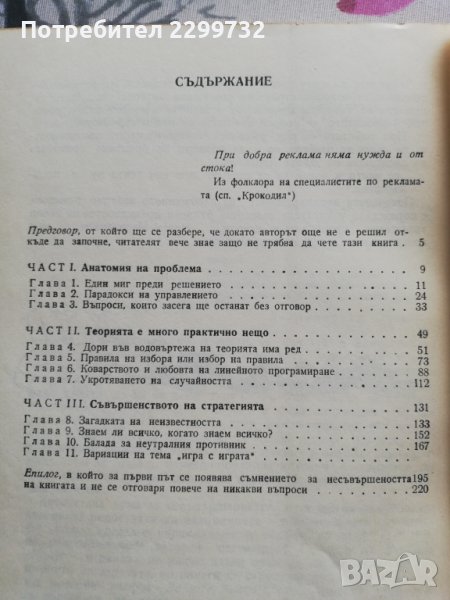 Потребител 2299732
СЪДЪРЖАНИЕ
При добра реклама няма нужда и от
стока!
Из фолклора на специалистите по реклама-
та (сп. „Крокодил“)
Предговор, от който ще се разбере, че докато авторът още не е решил от-
къде да започне, читателят вече знае защо не трябва да чете тази книга . 5
ЧАСТ I. Анатомия на проблема . . . . . . . . . . . . . . . . 9
Глава 1. Един миг преди решението . . . . . . . . . . . . . . 11
Глава 2. Парадокси на управлението . . . . . . . . . . . . . . 24
Глава 3. Въпроси, които засега ще останат без отговор . . . . . . . 33
ЧАСТ II. Теорията е много практично нещо . . . . . . . . . . . 49
Глава 4. Дори във водовъртежа на теорията има ред . . . . . . . . 51
Глава 5. Правила на избора или избор на правила . . . . . . . . . 73
Глава 6. Коварството и любовта на линейното програмиране . . . . . 88
Глава 7. Укротяването на случайността . . . . . . . . . . . . . 112
ЧАСТ III. Съвършенството на стратегията . . . . . . . . . . . . 131
Глава 8. Загадката на неизвестността . . . . . . . . . . . . . . 133
Глава 9. Знаем ли всичко, когато знаем всичко? . . . . . . . . . . 152
Глава 10. Балада за неутралния противник . . . . . . . . . . . . 167
Глава 11. Вариации на тема „игра с играта“ . . . . . . . . . . .
Епилог, в който за първи път се появява съмнението за несъвършеността 195
на книгата и не се отговаря повече на никакви въпроси . . . . . . . 220
BAZAR